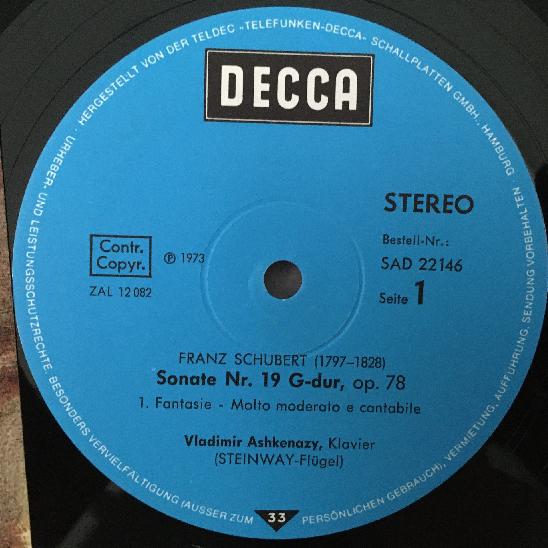 · HERGESTELLT VON DER TELDEC »TELEFUNKEN-DECCA« SCHALLPLATTEN GMBH., HAMBURG
DECCA
STEREO
Contr.
Copyr.
℗ 1973
ZAL 12 082
Bestell-Nr.:
SAD 22146
Seite 1
FRANZ SCHUBERT (1797–1828)
Sonate Nr. 19 G-dur, op. 78
1. Fantasie - Molto moderato e cantabile
Vladimir Ashkenazy, Klavier
(STEINWAY-Flügel)
· URHEBER- UND LEISTUNGSSCHUTZRECHTE, BESONDERS VERVIELFÄLTIGUNG (AUSSER ZUM PERSÖNLICHEN GEBRAUCH), VERMIETUNG, AUFFÜHRUNG, SENDUNG VORBEHALTEN
33